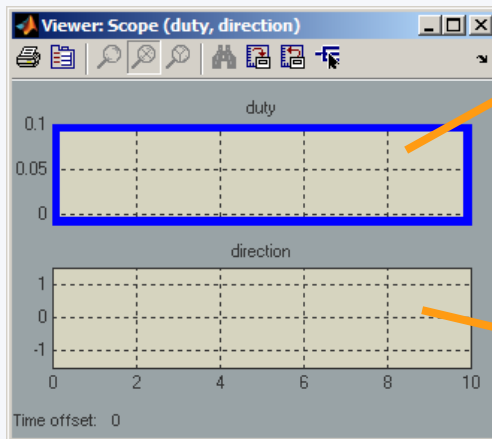 Viewer: Scope (duty, direction)
duty
0.1
0.05
0
direction
1
0
-1
0 2 4 6 8 10
Time offset: 0